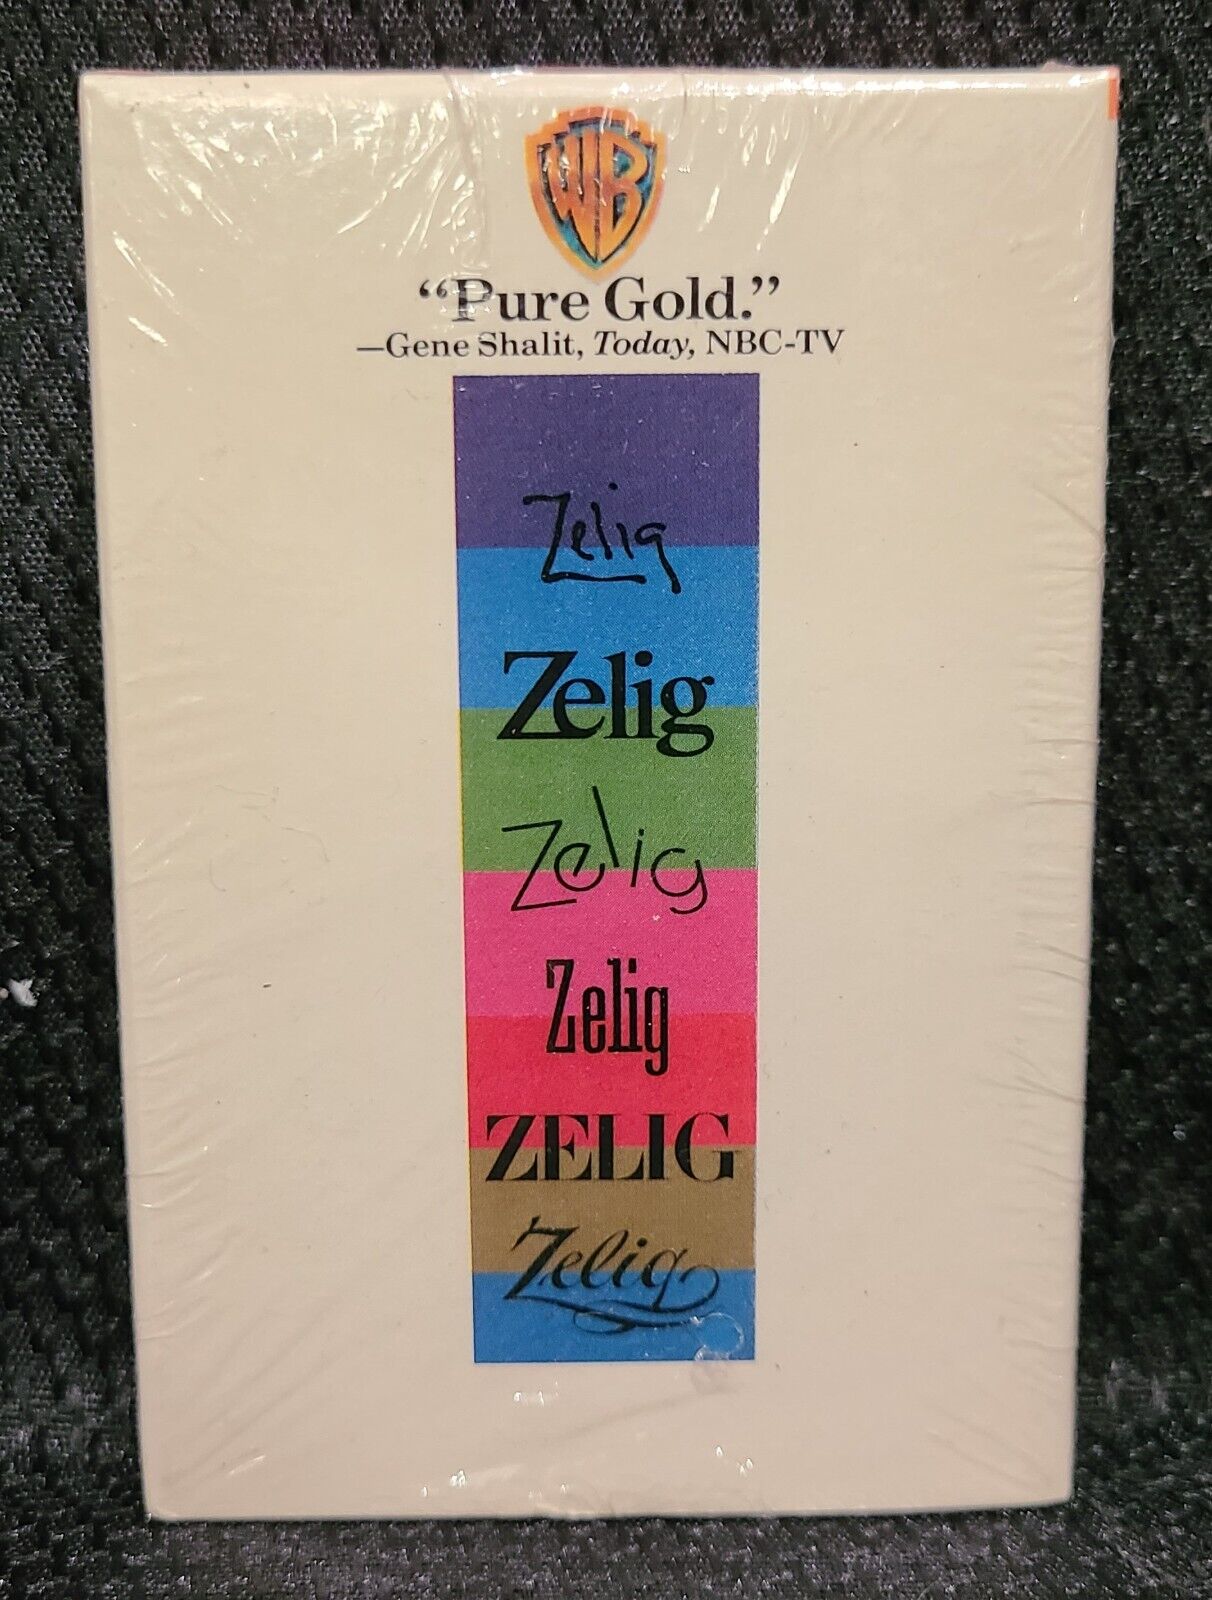 WB
“Pure Gold.”
—Gene Shalit, Today, NBC-TV
Zelig
Zelig
Zelig
Zelig
ZELIG
Zelig